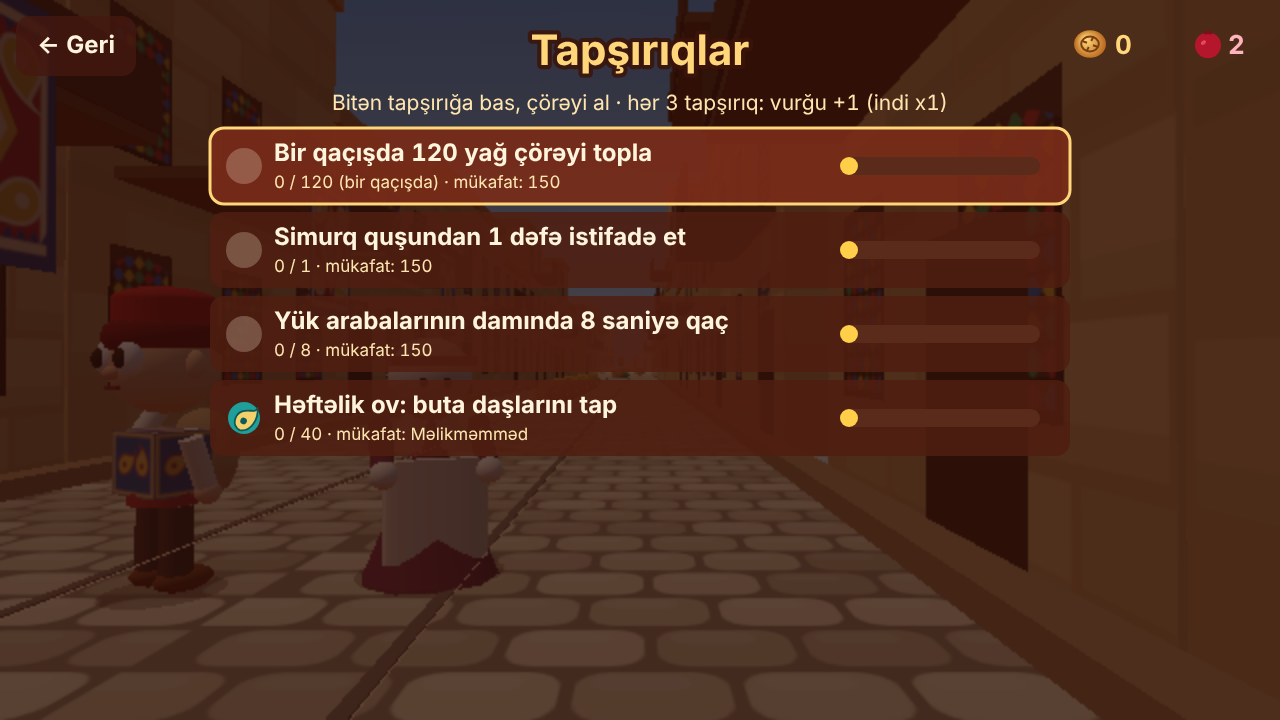 ← Geri
Tapşırıqlar
0
2
Bitən tapşırığa bas, çörəyi al · hər 3 tapşırıq: vurğu +1 (indi x1)
Bir qaçışda 120 yağ çörəyi topla
0 / 120 (bir qaçışda) · mükafat: 150
Simurq quşundan 1 dəfə istifadə et
0 / 1 · mükafat: 150
Yük arabalarının damında 8 saniyə qaç
0 / 8 · mükafat: 150
Həftəlik ov: buta daşlarını tap
0 / 40 · mükafat: Məlikməmməd